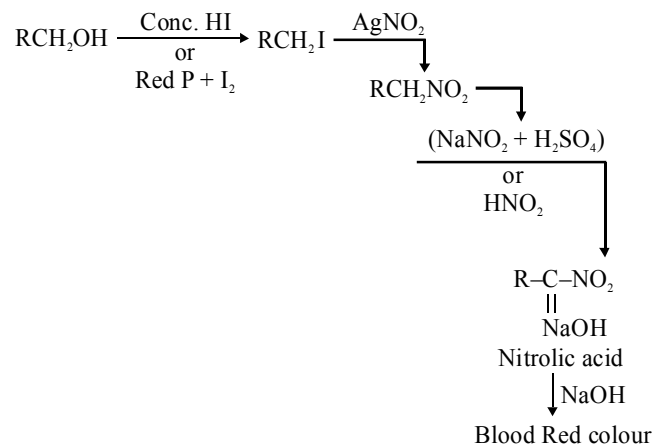 RCH₂OH Conc. HI RCH₂I AgNO₂
or
Red P + I₂
RCH₂NO₂
(NaNO₂ + H₂SO₄)
or
HNO₂
R–C–NO₂
NaOH
Nitrolic acid
NaOH
Blood Red colour